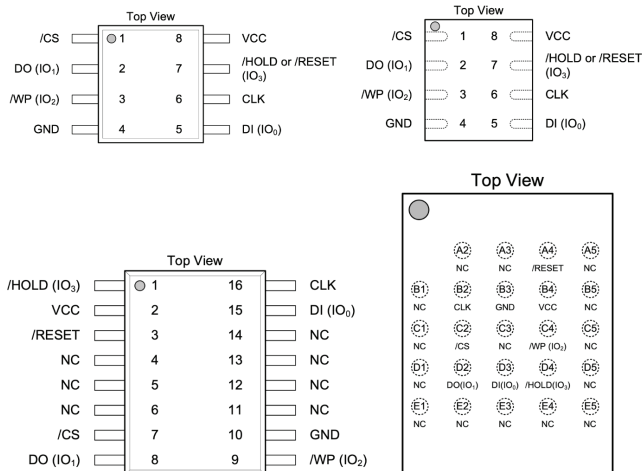 Top View
/CS 1 8 VCC
DO (IO₁) 2 7 /HOLD or /RESET
(IO₃)
/WP (IO₂) 3 6 CLK
GND 4 5 DI (IO₀)
Top View
/CS 1 8 VCC
DO (IO₁) 2 7 /HOLD or /RESET
(IO₃)
/WP (IO₂) 3 6 CLK
GND 4 5 DI (IO₀)
Top View
/HOLD (IO₃) 1 16 CLK
VCC 2 15 DI (IO₀)
/RESET 3 14 NC
NC 4 13 NC
NC 5 12 NC
NC 6 11 NC
/CS 7 10 GND
DO (IO₁) 8 9 /WP (IO₂)
Top View
A2 A3 A4 A5
NC NC /RESET NC
B1 B2 B3 B4 B5
NC CLK GND VCC NC
C1 C2 C3 C4 C5
NC /CS NC /WP (IO₂) NC
D1 D2 D3 D4 D5
NC DO(IO₁) DI(IO₀) /HOLD(IO₃) NC
E1 E2 E3 E4 E5
NC NC NC NC NC